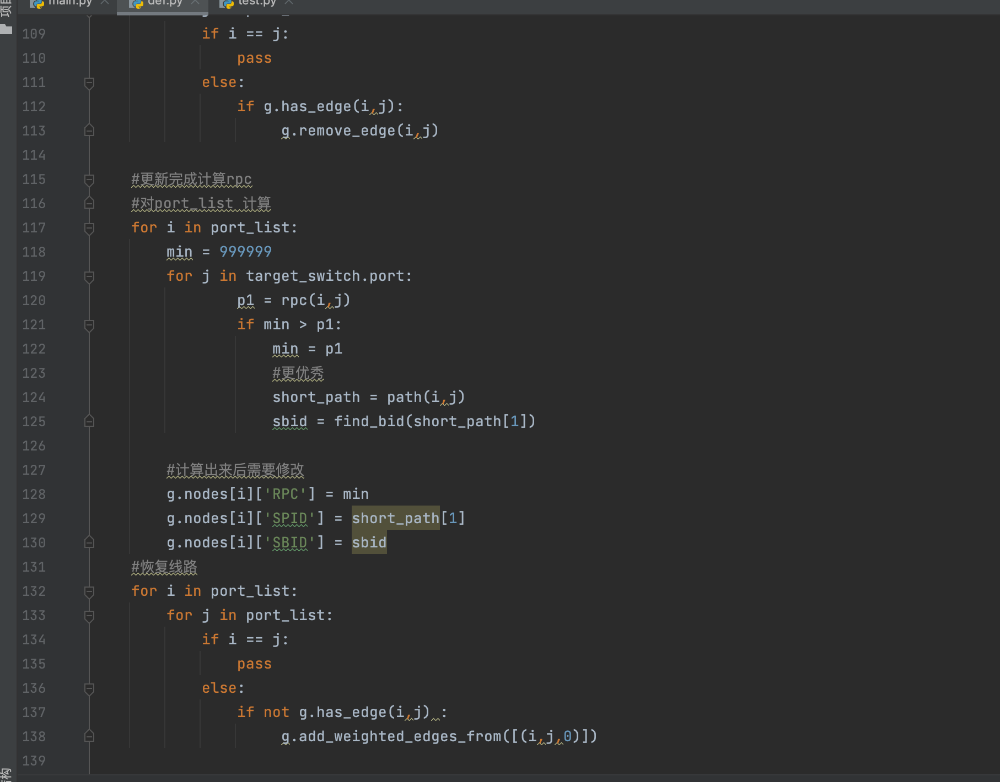 main.py
def.py
test.py
项目
109 if i == j:
110 pass
111 else:
112 if g.has_edge(i,j):
113 g.remove_edge(i,j)
114
115 #更新完成计算rpc
116 #对port_list 计算
117 for i in port_list:
118 min = 999999
119 for j in target_switch.port:
120 p1 = rpc(i,j)
121 if min > p1:
122 min = p1
123 #更优秀
124 short_path = path(i,j)
125 sbid = find_bid(short_path[1])
126
127 #计算出来后需要修改
128 g.nodes[i]['RPC'] = min
129 g.nodes[i]['SPID'] = short_path[1]
130 g.nodes[i]['SBID'] = sbid
131 #恢复线路
132 for i in port_list:
133 for j in port_list:
134 if i == j:
135 pass
136 else:
137 if not g.has_edge(i,j) :
138 g.add_weighted_edges_from([(i,j,0)])
139
构